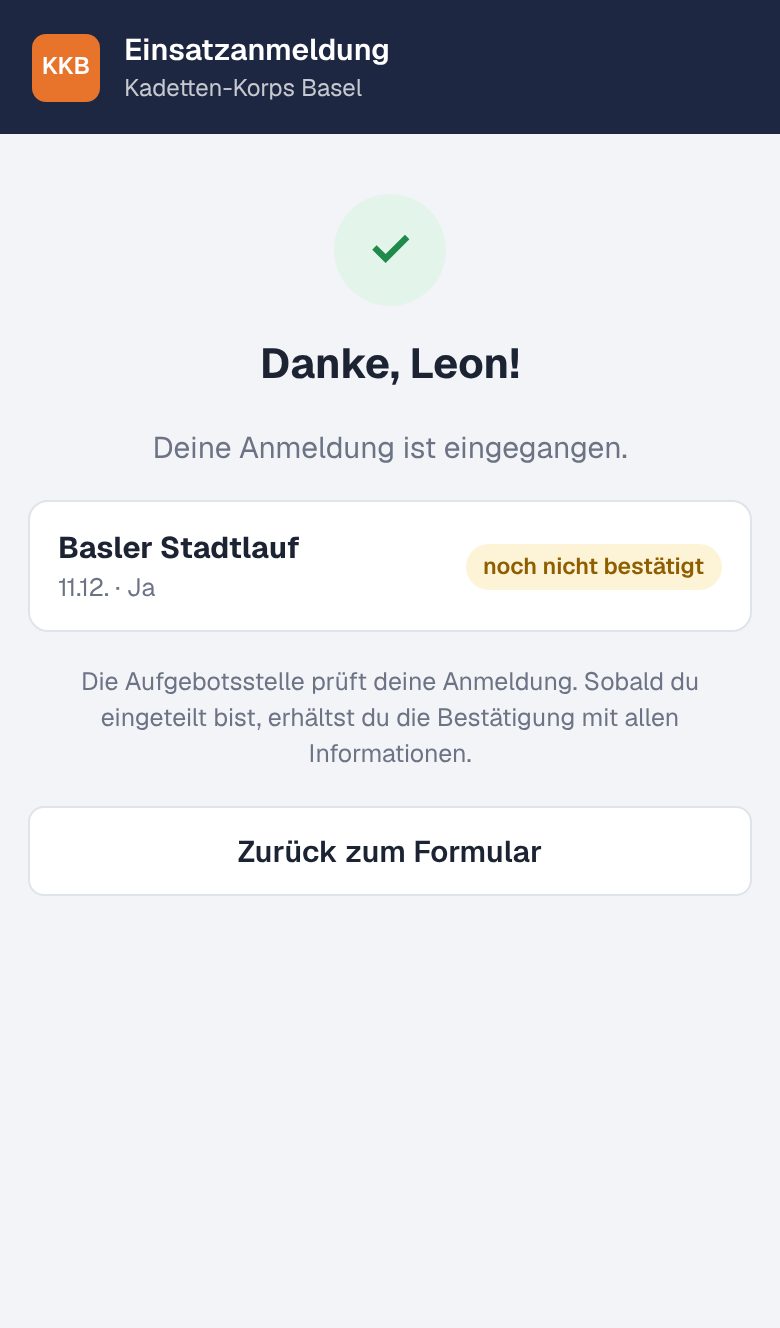 KKB
Einsatzanmeldung
Kadetten-Korps Basel
Danke, Leon!
Deine Anmeldung ist eingegangen.
Basler Stadtlauf
11.12. · Ja
noch nicht bestätigt
Die Aufgebotsstelle prüft deine Anmeldung. Sobald du
eingeteilt bist, erhältst du die Bestätigung mit allen
Informationen.
Zurück zum Formular